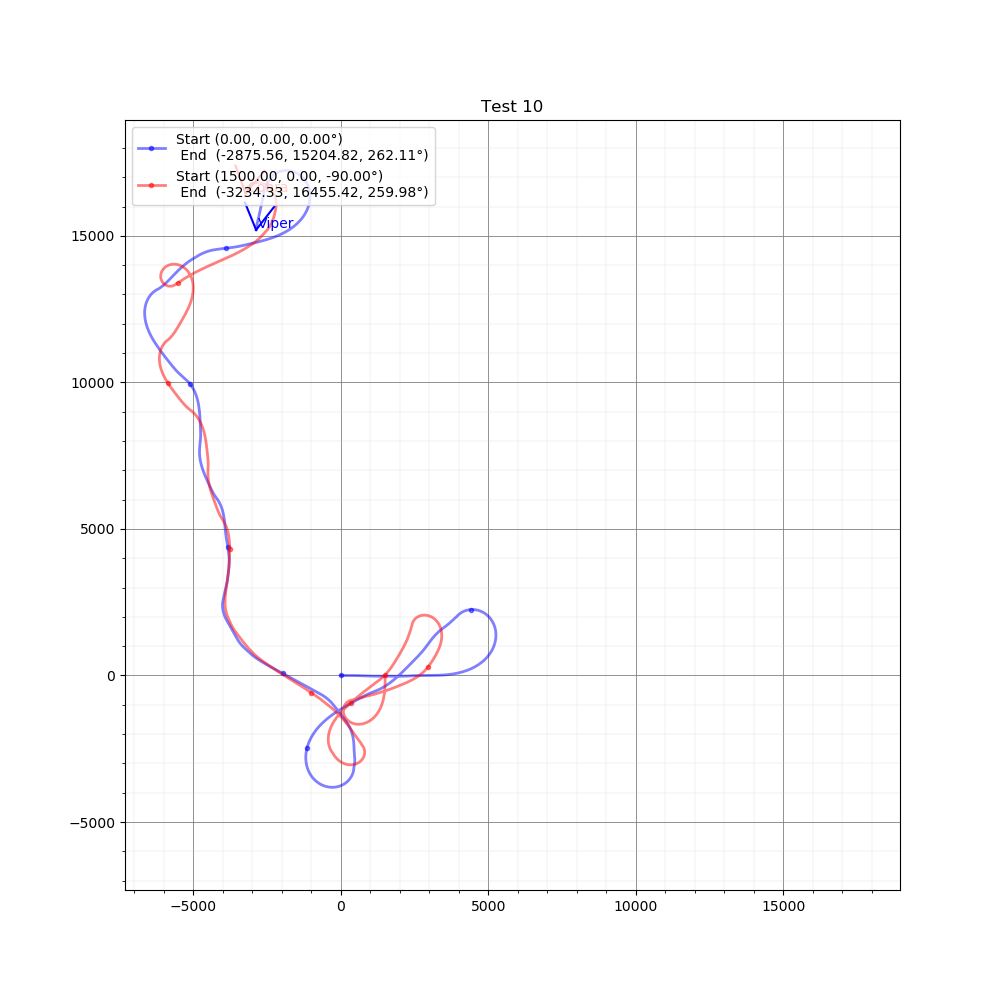 Test 10
Start (0.00, 0.00, 0.00°)
End (-2875.56, 15204.82, 262.11°)
Start (1500.00, 0.00, -90.00°)
End (-3234.33, 16455.42, 259.98°)
Viper
15000
10000
5000
0
−5000
−5000 0 5000 10000 15000